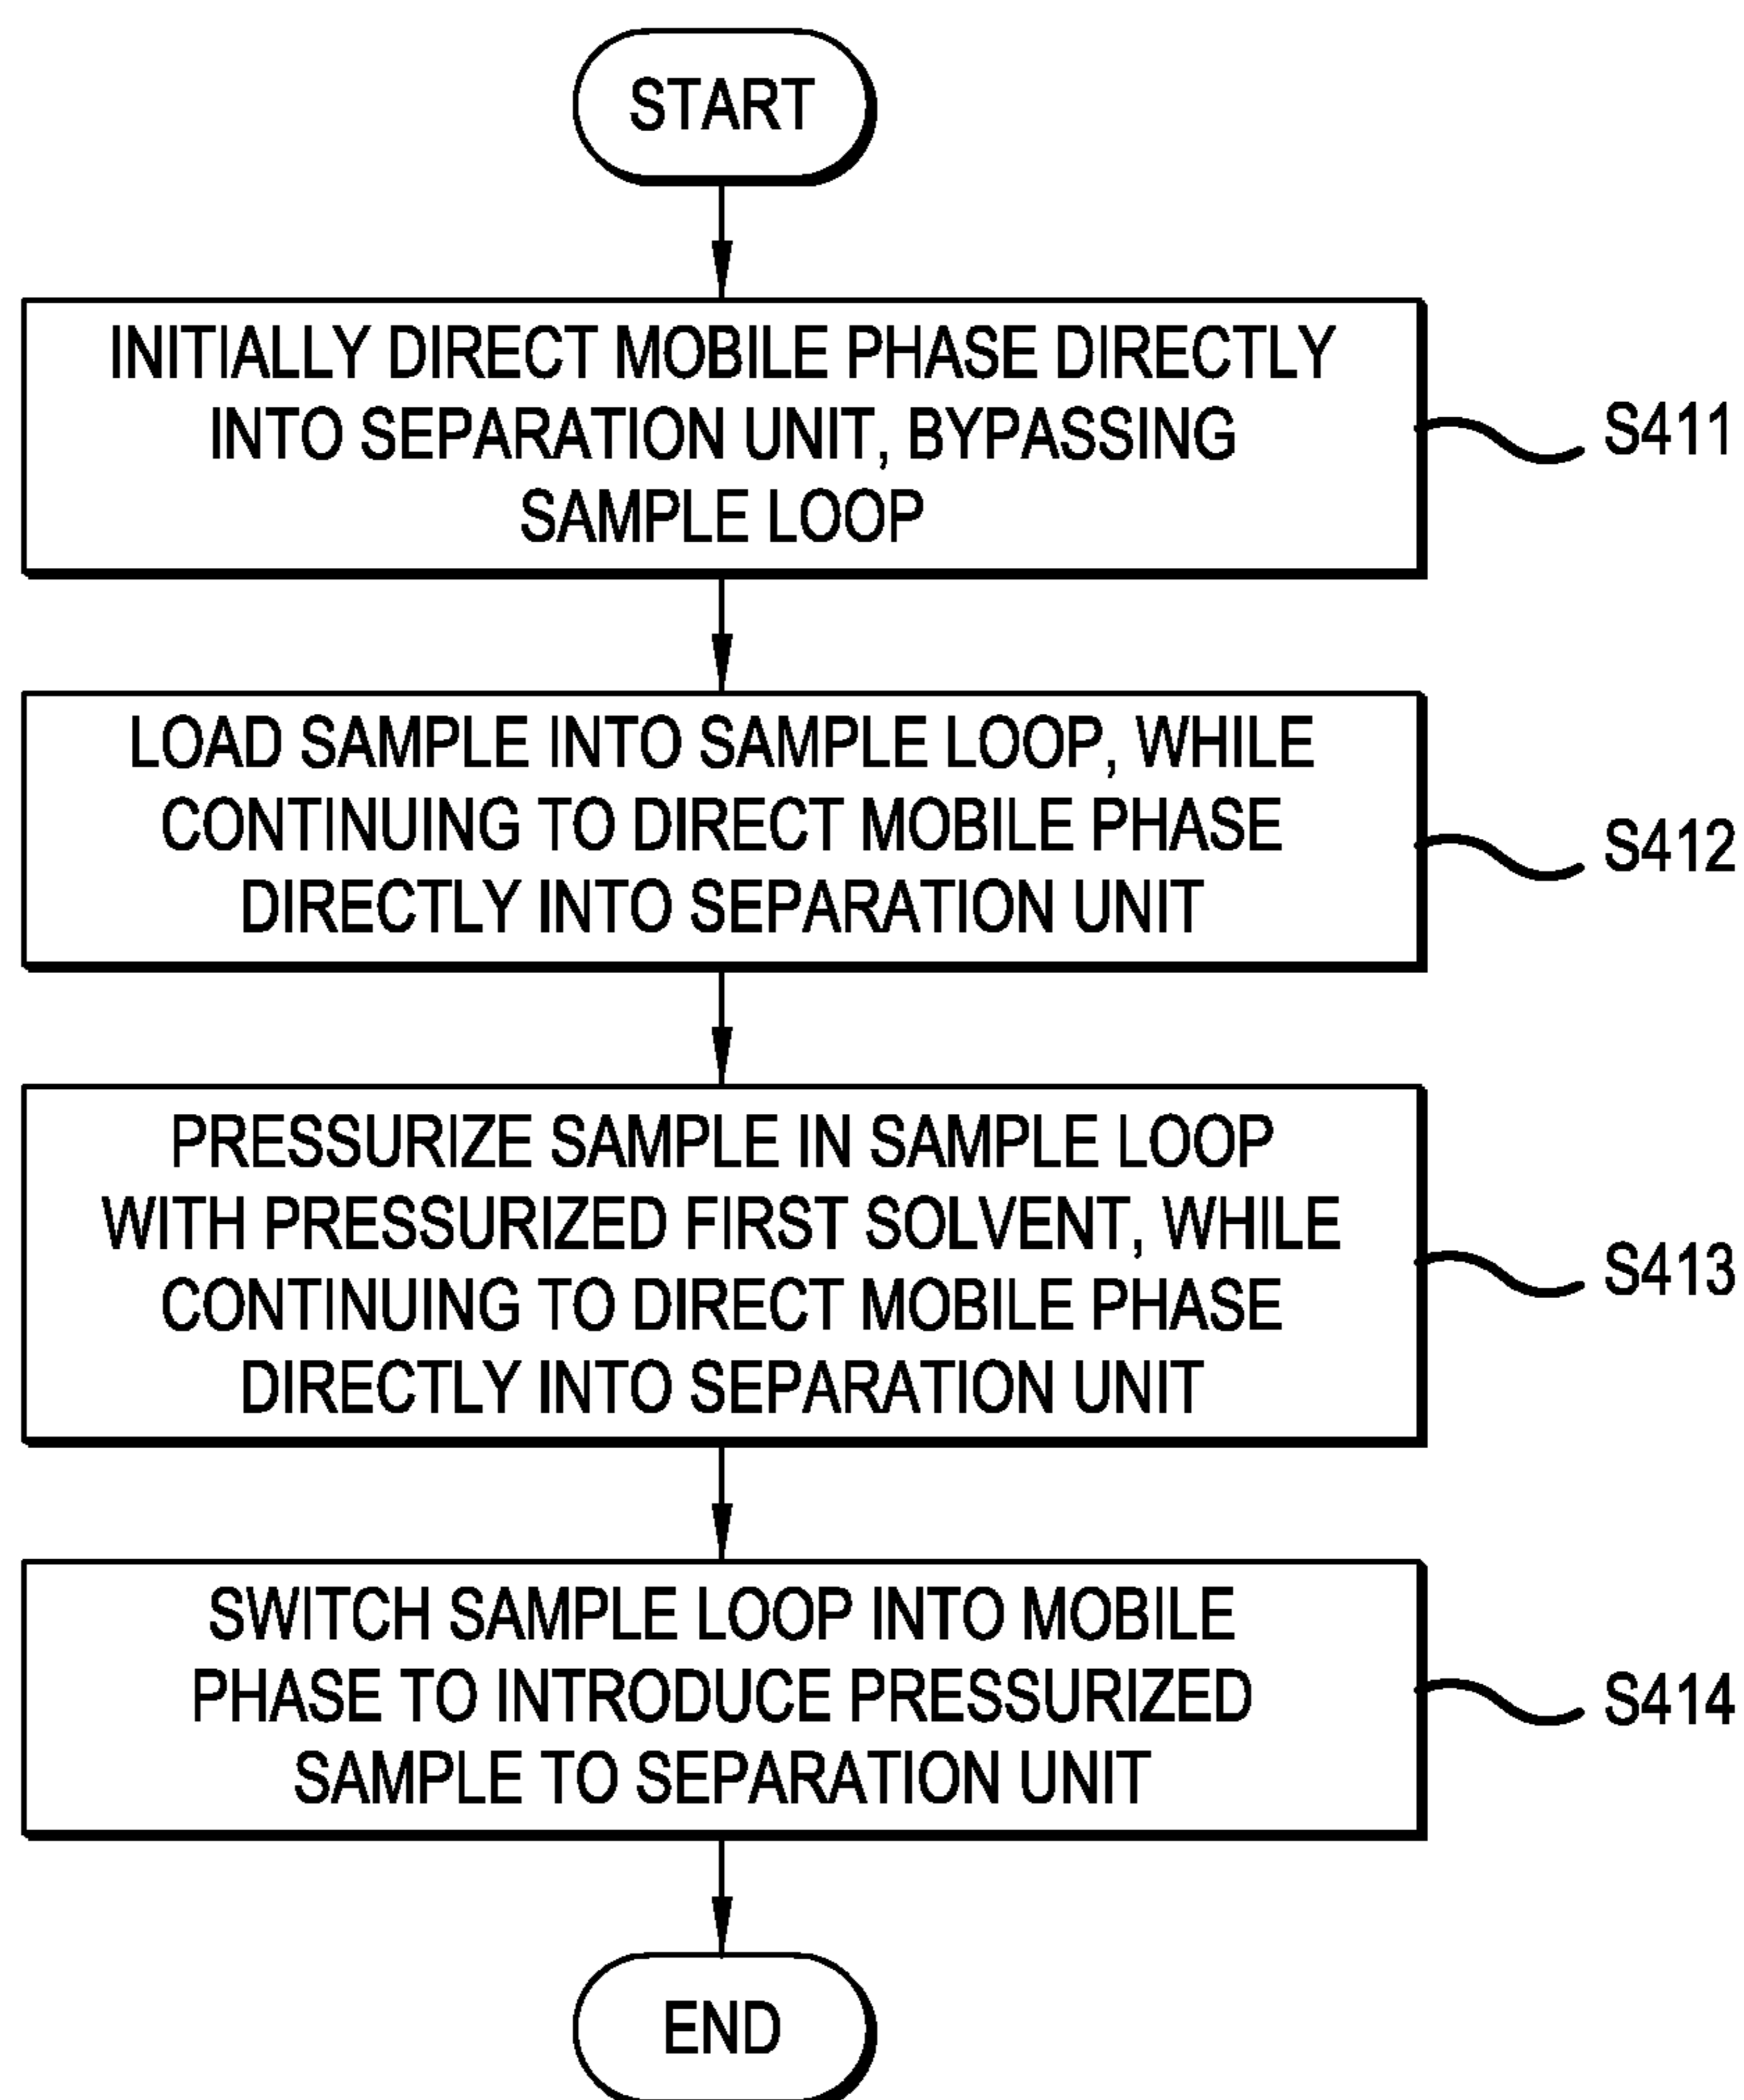 START
INITIALLY DIRECT MOBILE PHASE DIRECTLY
INTO SEPARATION UNIT, BYPASSING
SAMPLE LOOP
S411
LOAD SAMPLE INTO SAMPLE LOOP, WHILE
CONTINUING TO DIRECT MOBILE PHASE
DIRECTLY INTO SEPARATION UNIT
S412
PRESSURIZE SAMPLE IN SAMPLE LOOP
WITH PRESSURIZED FIRST SOLVENT, WHILE
CONTINUING TO DIRECT MOBILE PHASE
DIRECTLY INTO SEPARATION UNIT
S413
SWITCH SAMPLE LOOP INTO MOBILE
PHASE TO INTRODUCE PRESSURIZED
SAMPLE TO SEPARATION UNIT
S414
END